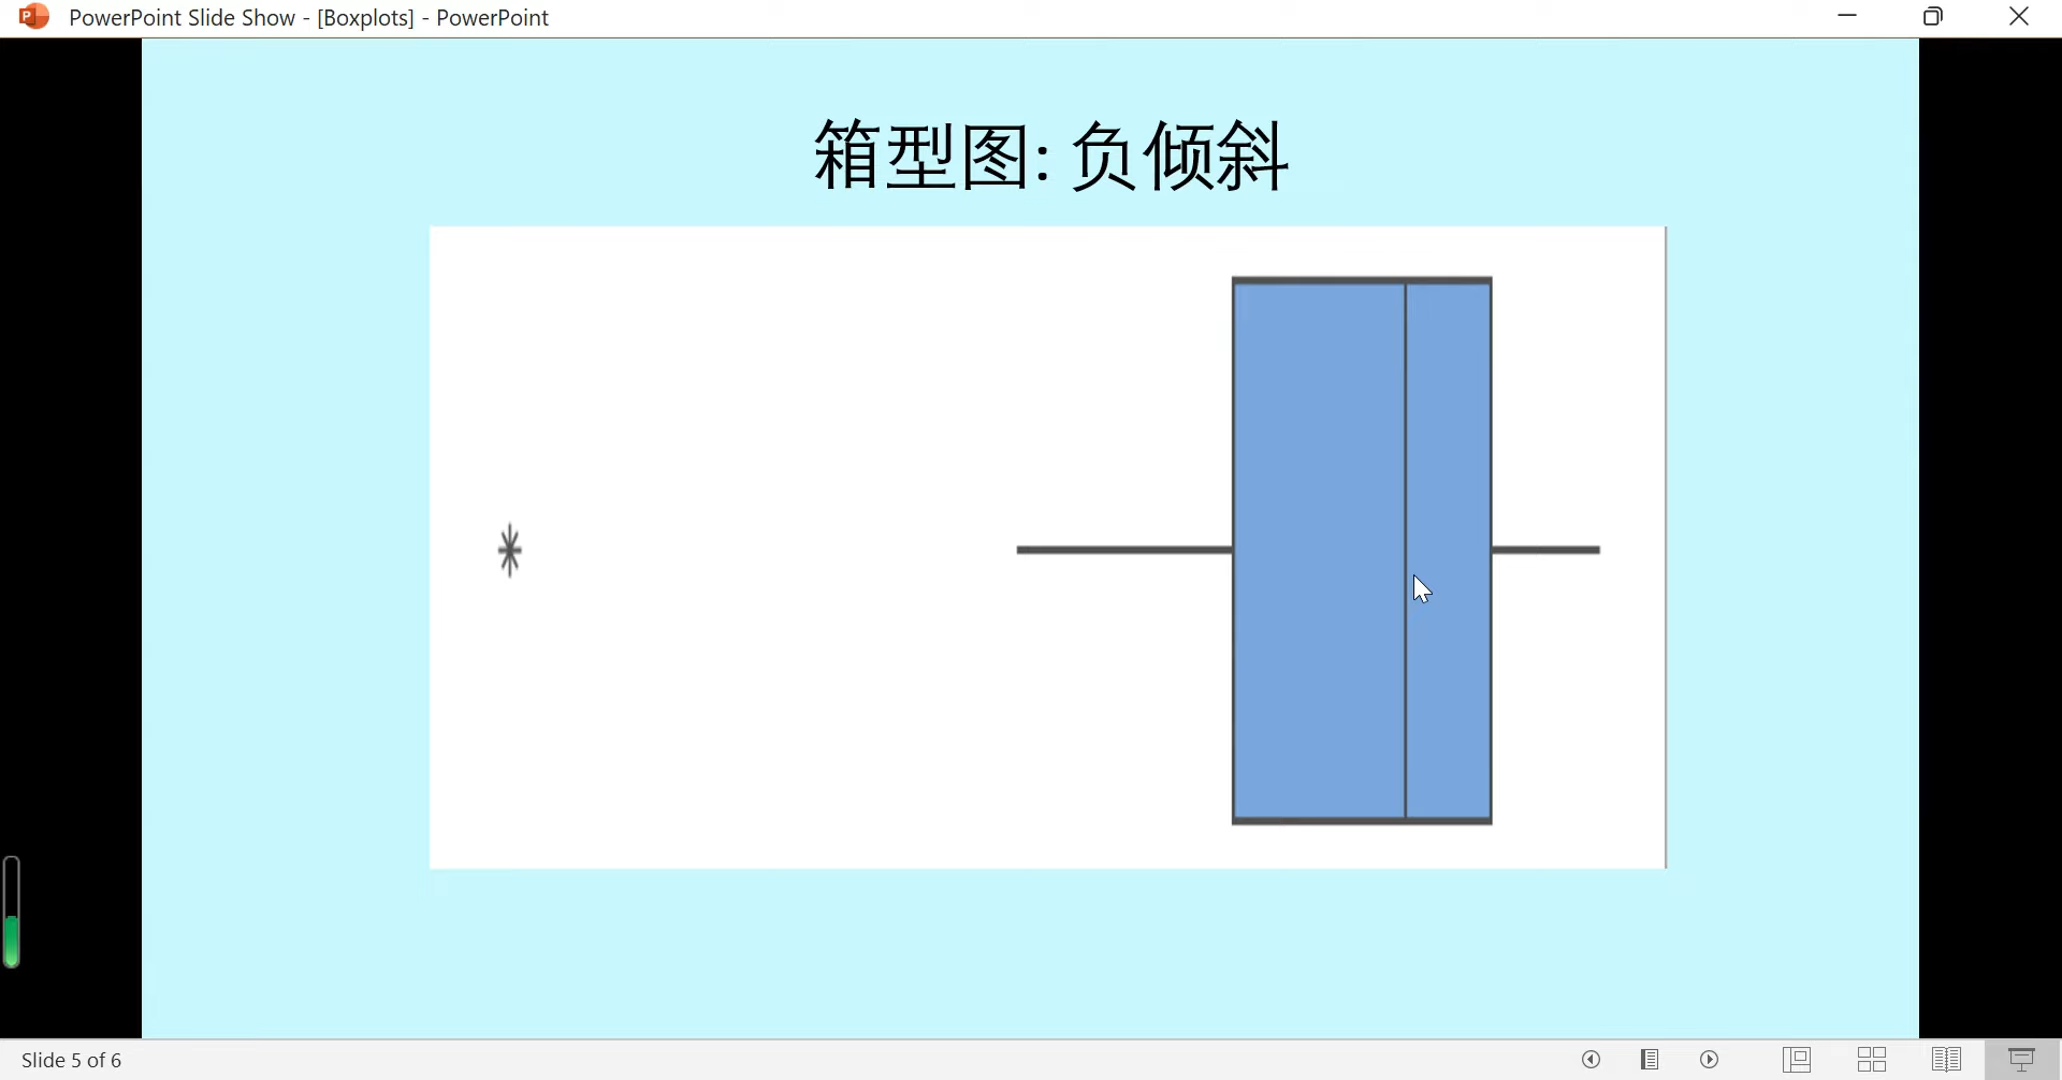 PowerPoint Slide Show - [Boxplots] - PowerPoint
箱型图: 负倾斜
Slide 5 of 6